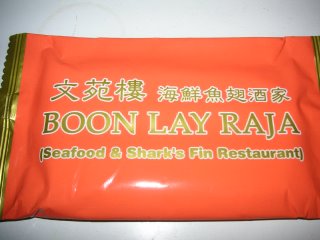 文苑樓 海鮮魚翅酒家
BOON LAY RAJA
(Seafood & Shark's Fin Restaurant)